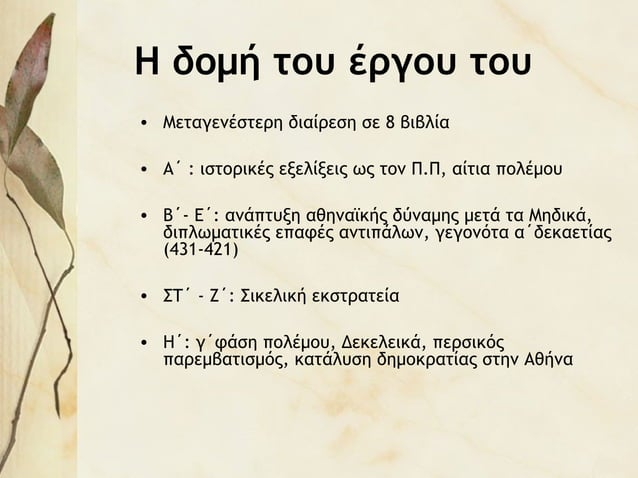 Η δομή του έργου του
• Μεταγενέστερη διαίρεση σε 8 βιβλία
• Α΄ : ιστορικές εξελίξεις ως τον Π.Π, αίτια πολέμου
• Β΄- Ε΄: ανάπτυξη αθηναϊκής δύναμης μετά τα Μηδικά,
διπλωματικές επαφές αντιπάλων, γεγονότα α΄δεκαετίας
(431-421)
• ΣΤ΄ - Ζ΄: Σικελική εκστρατεία
• Η΄: γ΄φάση πολέμου, Δεκελεικά, περσικός
παρεμβατισμός, κατάλυση δημοκρατίας στην Αθήνα